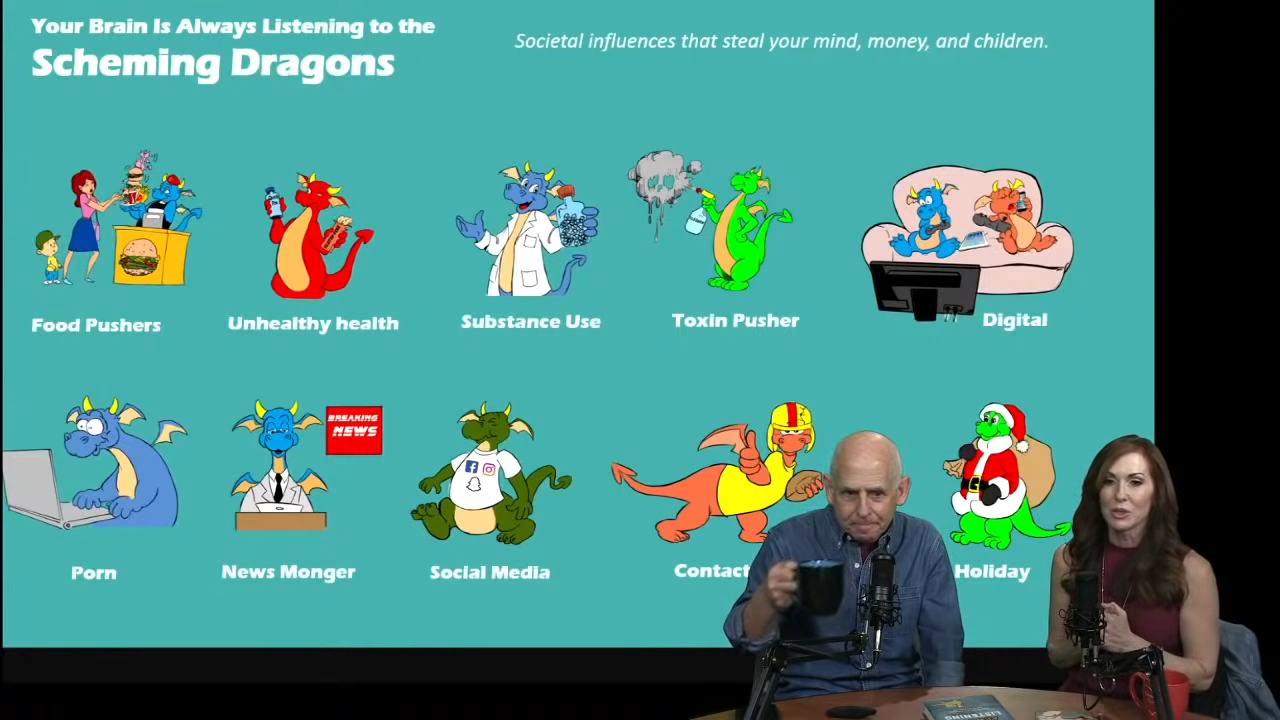 Your Brain Is Always Listening to the
Scheming Dragons
Societal influences that steal your mind, money, and children.
Food Pushers
Unhealthy health
Substance Use
Toxin Pusher
Digital
BREAKING
NEWS
Porn
News Monger
Social Media
Contact
Holiday
LISTENING